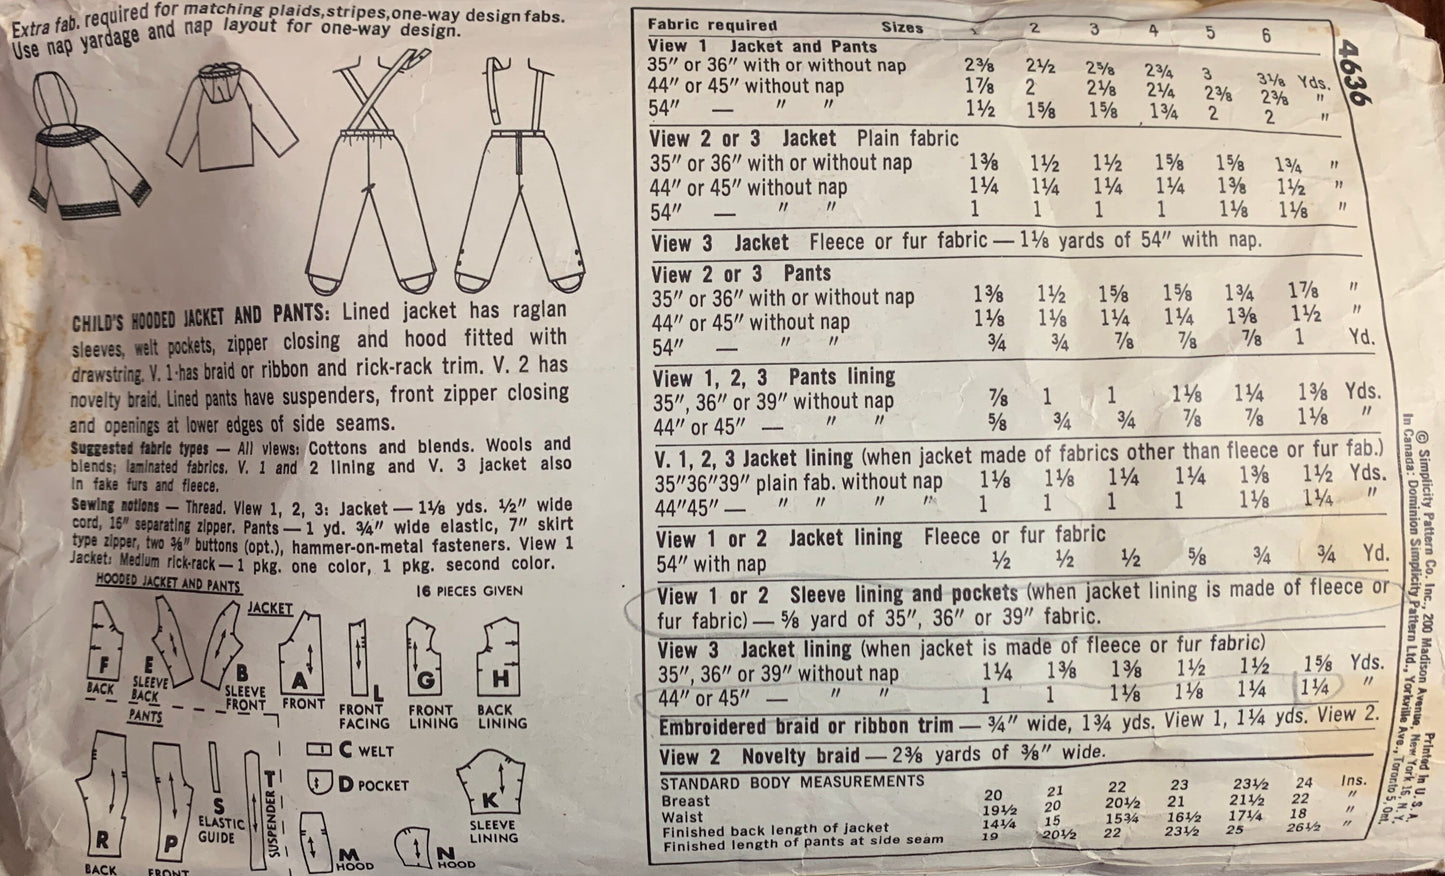 Extra fab. required for matching plaids, stripes, one-way design fabs.
Use nap yardage and nap layout for one-way design.
CHILD'S HOODED JACKET AND PANTS: Lined jacket has raglan
sleeves, welt pockets, zipper closing and hood fitted with
drawstring. V. 1 has braid or ribbon and rick-rack trim. V. 2 has
novelty braid. Lined pants have suspenders, front zipper closing
and openings at lower edges of side seams.
Suggested fabric types — All views: Cottons and blends. Wools and
blends; laminated fabrics. V. 1 and 2 lining and V. 3 jacket also
in fake furs and fleece.
Sewing notions — Thread. View 1, 2, 3: Jacket — 1⅛ yds. ½″ wide
cord, 16″ separating zipper. Pants — 1 yd. ¾″ wide elastic, 7″ skirt
type zipper, two ⅜″ buttons (opt.), hammer-on-metal fasteners. View 1
Jacket: Medium rick-rack — 1 pkg. one color, 1 pkg. second color.
HOODED JACKET AND PANTS
16 PIECES GIVEN
JACKET
F BACK
E SLEEVE BACK
B SLEEVE FRONT
A FRONT
L FRONT FACING
G FRONT LINING
H BACK LINING
PANTS
R BACK
P FRONT
S ELASTIC GUIDE
SUSPENDER T
C WELT
D POCKET
M HOOD
N HOOD
K SLEEVE LINING
Fabric required Sizes 2 3 4 5 6
View 1 Jacket and Pants
35″ or 36″ with or without nap 2⅜ 2½ 2⅝ 2¾ 3 3⅛ Yds.
44″ or 45″ without nap 1⅞ 2 2⅛ 2¼ 2⅜ 2⅜ ″
54″ — ″ ″ 1½ 1⅝ 1⅝ 1¾ 2 2 ″
View 2 or 3 Jacket Plain fabric
35″ or 36″ with or without nap 1⅜ 1½ 1½ 1⅝ 1⅝ 1¾ ″
44″ or 45″ without nap 1¼ 1¼ 1¼ 1¼ 1⅜ 1½ ″
54″ — ″ ″ 1 1 1 1 1⅛ 1⅛ ″
View 3 Jacket Fleece or fur fabric — 1⅛ yards of 54″ with nap.
View 2 or 3 Pants
35″ or 36″ with or without nap 1⅜ 1½ 1⅝ 1⅝ 1¾ 1⅞ ″
44″ or 45″ without nap 1⅛ 1⅛ 1¼ 1¼ 1⅜ 1½ ″
54″ — ″ ″ ¾ ¾ ⅞ ⅞ ⅞ 1 Yd.
View 1, 2, 3 Pants lining
35″, 36″ or 39″ without nap ⅞ 1 1 1⅛ 1¼ 1⅜ Yds.
44″ or 45″ — ″ ″ ⅝ ¾ ¾ ⅞ ⅞ 1⅛ ″
V. 1, 2, 3 Jacket lining (when jacket made of fabrics other than fleece or fur fab.)
35″36″39″ plain fab. without nap 1⅛ 1⅛ 1¼ 1¼ 1⅜ 1½ Yds.
44″45″ — ″ ″ ″ ″ 1 1 1 1 1⅛ 1¼ ″
View 1 or 2 Jacket lining Fleece or fur fabric
54″ with nap ½ ½ ½ ⅝ ¾ ¾ Yd.
View 1 or 2 Sleeve lining and pockets (when jacket lining is made of fleece or
fur fabric) — ⅝ yard of 35″, 36″ or 39″ fabric.
View 3 Jacket lining (when jacket is made of fleece or fur fabric)
35″, 36″ or 39″ without nap 1¼ 1⅜ 1⅜ 1½ 1½ 1⅝ Yds.
44″ or 45″ — ″ ″ 1 1 1⅛ 1⅛ 1¼ 1¼ ″
Embroidered braid or ribbon trim — ¾″ wide, 1¾ yds. View 1, 1¼ yds. View 2.
View 2 Novelty braid — 2⅜ yards of ⅜″ wide.
STANDARD BODY MEASUREMENTS
Breast 20 21 22 23 23½ 24 Ins.
Waist 19½ 20 20½ 21 21½ 22 ″
Finished back length of jacket 14¼ 15 15¾ 16½ 17¼ 18 ″
Finished length of pants at side seam 19 20½ 22 23½ 25 26½ ″
4636
© Simplicity Pattern Co. Inc., 200 Madison Avenue New York 16, N. Y.
In Canada: Dominion Simplicity Pattern Ltd., Yorkville Ave., Toronto 5, Ont.
Printed in U. S. A.